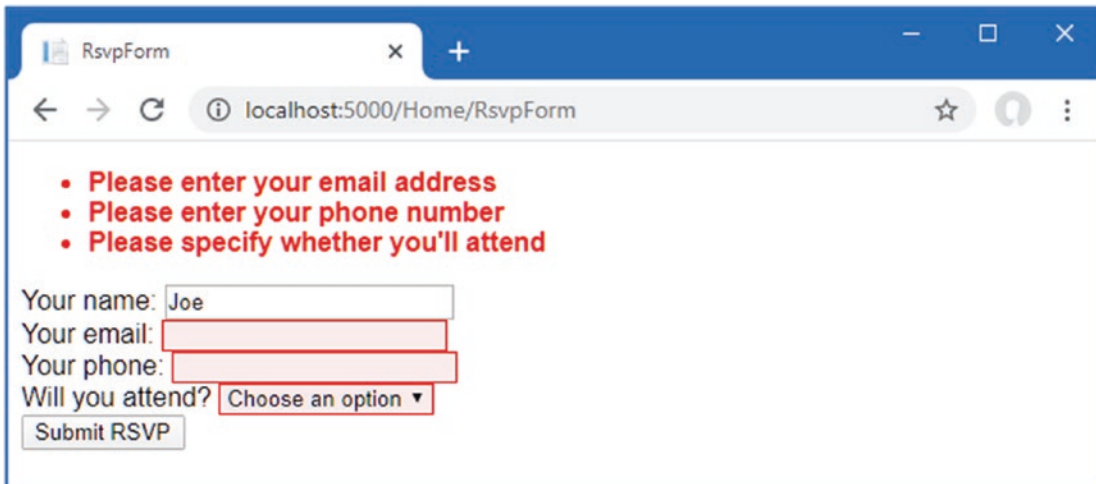 RsvpForm
localhost:5000/Home/RsvpForm
• Please enter your email address
• Please enter your phone number
• Please specify whether you'll attend
Your name: Joe
Your email:
Your phone:
Will you attend? Choose an option
Submit RSVP